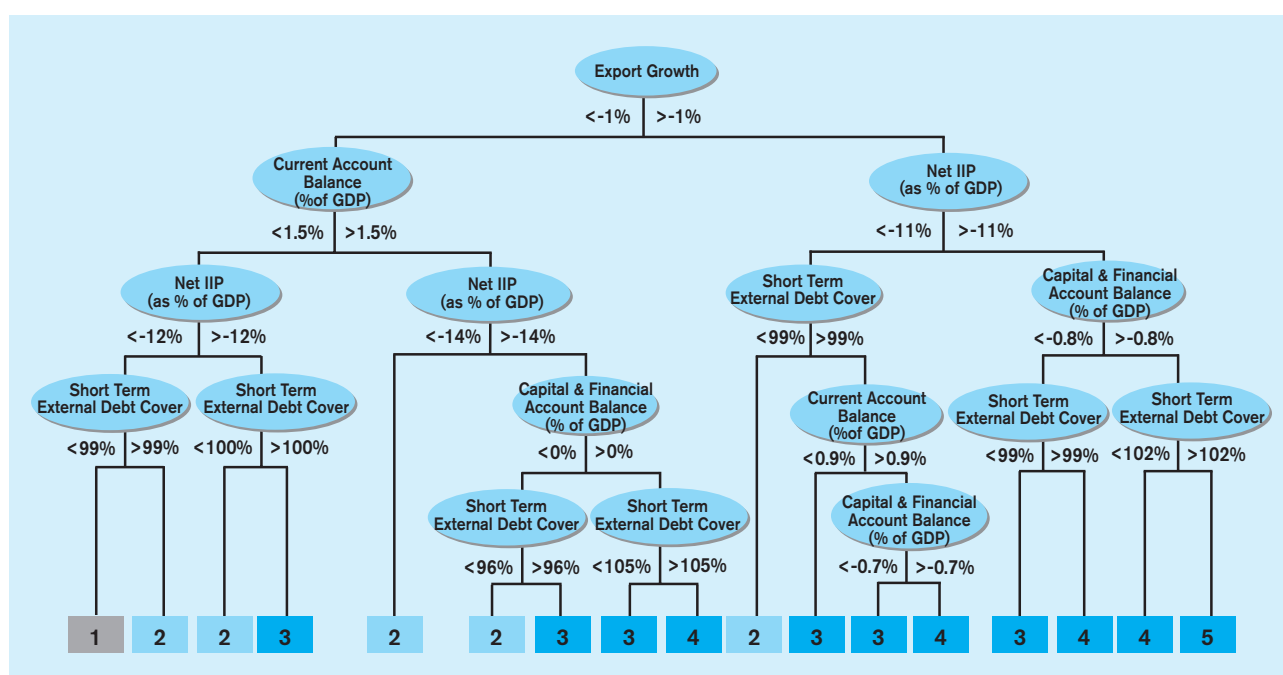 Export Growth
<-1% >-1%
Current Account
Balance
(%of GDP)
Net IIP
(as % of GDP)
<1.5% >1.5%
<-11% >-11%
Net IIP
(as % of GDP)
Net IIP
(as % of GDP)
Short Term
External Debt Cover
Capital & Financial
Account Balance
(% of GDP)
<-12% >-12%
<-14% >-14%
<99% >99%
<-0.8% >-0.8%
Short Term
External Debt Cover
Short Term
External Debt Cover
Capital & Financial
Account Balance
(% of GDP)
Current Account
Balance
(%of GDP)
Short Term
External Debt Cover
Short Term
External Debt Cover
<99% >99%
<100% >100%
<0% >0%
<0.9% >0.9%
<99% >99%
<102% >102%
Short Term
External Debt Cover
Short Term
External Debt Cover
Capital & Financial
Account Balance
(% of GDP)
<96% >96%
<105% >105%
<-0.7% >-0.7%
1 2 2 3 2 2 3 3 4 2 3 3 4 3 4 4 5